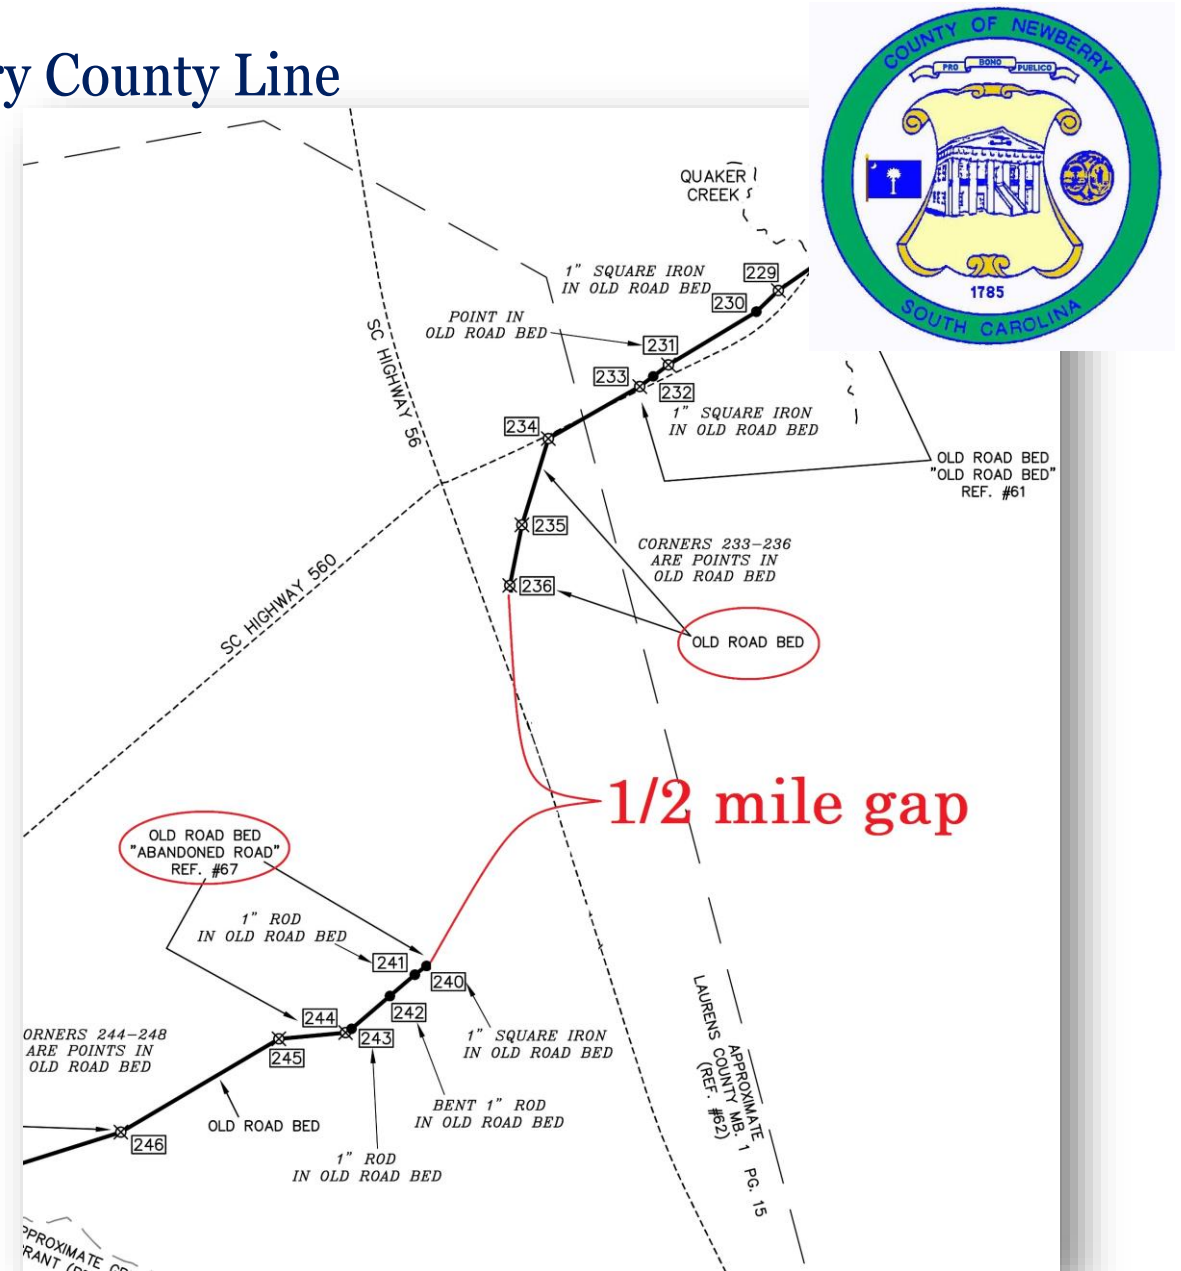 ry County Line
COUNTY OF NEWBERRY
PRO BONO PUBLICO
1785
SOUTH CAROLINA
QUAKER
CREEK
229
1" SQUARE IRON
IN OLD ROAD BED
230
POINT IN
OLD ROAD BED
231
233
232
1" SQUARE IRON
IN OLD ROAD BED
SC HIGHWAY 56
234
OLD ROAD BED
"OLD ROAD BED"
REF. #61
235
CORNERS 233-236
ARE POINTS IN
OLD ROAD BED
236
SC HIGHWAY 560
OLD ROAD BED
1/2 mile gap
OLD ROAD BED
"ABANDONED ROAD"
REF. #67
1" ROD
IN OLD ROAD BED
241
240
242
244
243
1" SQUARE IRON
IN OLD ROAD BED
ORNERS 244-248
ARE POINTS IN
OLD ROAD BED
245
BENT 1" ROD
IN OLD ROAD BED
OLD ROAD BED
246
1" ROD
IN OLD ROAD BED
APPROXIMATE
LAURENS COUNTY MB. 1 PG. 15
(REF. #62)
PPROXIMATE